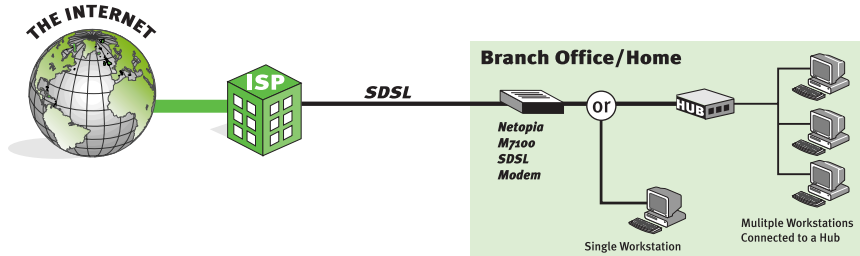 THE INTERNET
ISP
SDSL
Branch Office/Home
Netopia
M7100
SDSL
Modem
or
HUB
Single Workstation
Mulitple Workstations
Connected to a Hub